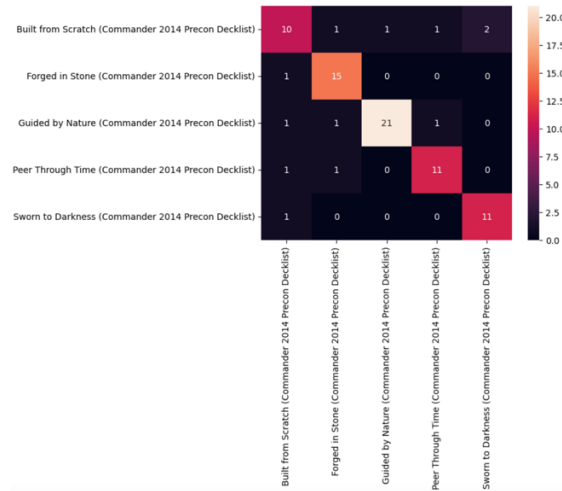 Built from Scratch (Commander 2014 Precon Decklist) 10 1 1 1 2
Forged in Stone (Commander 2014 Precon Decklist) 1 15 0 0 0
Guided by Nature (Commander 2014 Precon Decklist) 1 1 21 1 0
Peer Through Time (Commander 2014 Precon Decklist) 1 1 0 11 0
Sworn to Darkness (Commander 2014 Precon Decklist) 1 0 0 0 11
20.0
17.5
15.0
12.5
10.0
7.5
5.0
2.5
0.0
Built from Scratch (Commander 2014 Precon Decklist)
Forged in Stone (Commander 2014 Precon Decklist)
Guided by Nature (Commander 2014 Precon Decklist)
Peer Through Time (Commander 2014 Precon Decklist)
Sworn to Darkness (Commander 2014 Precon Decklist)